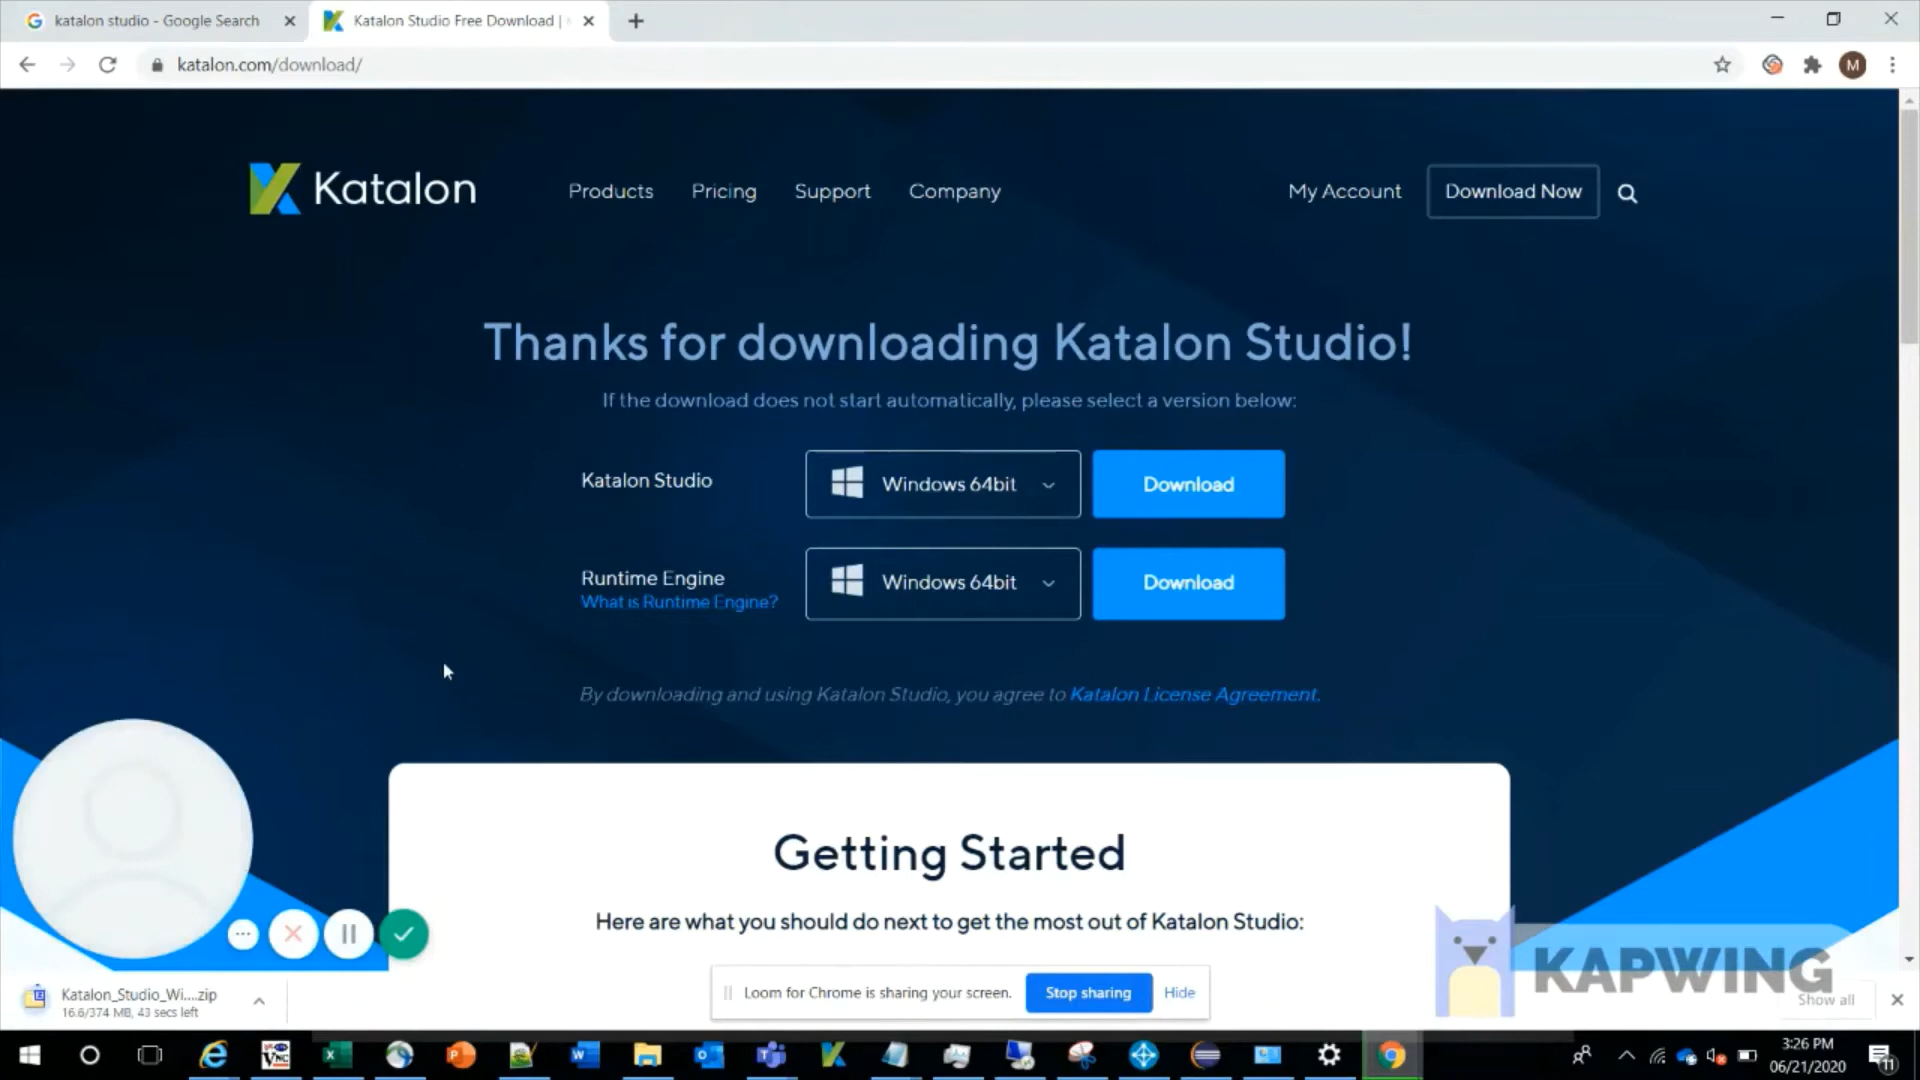 katalon studio - Google Search
Katalon Studio Free Download |
katalon.com/download/
M
Katalon
Products
Pricing
Support
Company
My Account
Download Now
Thanks for downloading Katalon Studio!
If the download does not start automatically, please select a version below:
Katalon Studio
Windows 64bit
Download
Runtime Engine
What is Runtime Engine?
Windows 64bit
Download
By downloading and using Katalon Studio, you agree to Katalon License Agreement.
Getting Started
Here are what you should do next to get the most out of Katalon Studio:
KAPWING
Loom for Chrome is sharing your screen.
Stop sharing
Hide
Katalon_Studio_Wi....zip
16.6/374 MB, 43 secs left
Show all
3:26 PM
06/21/2020
11